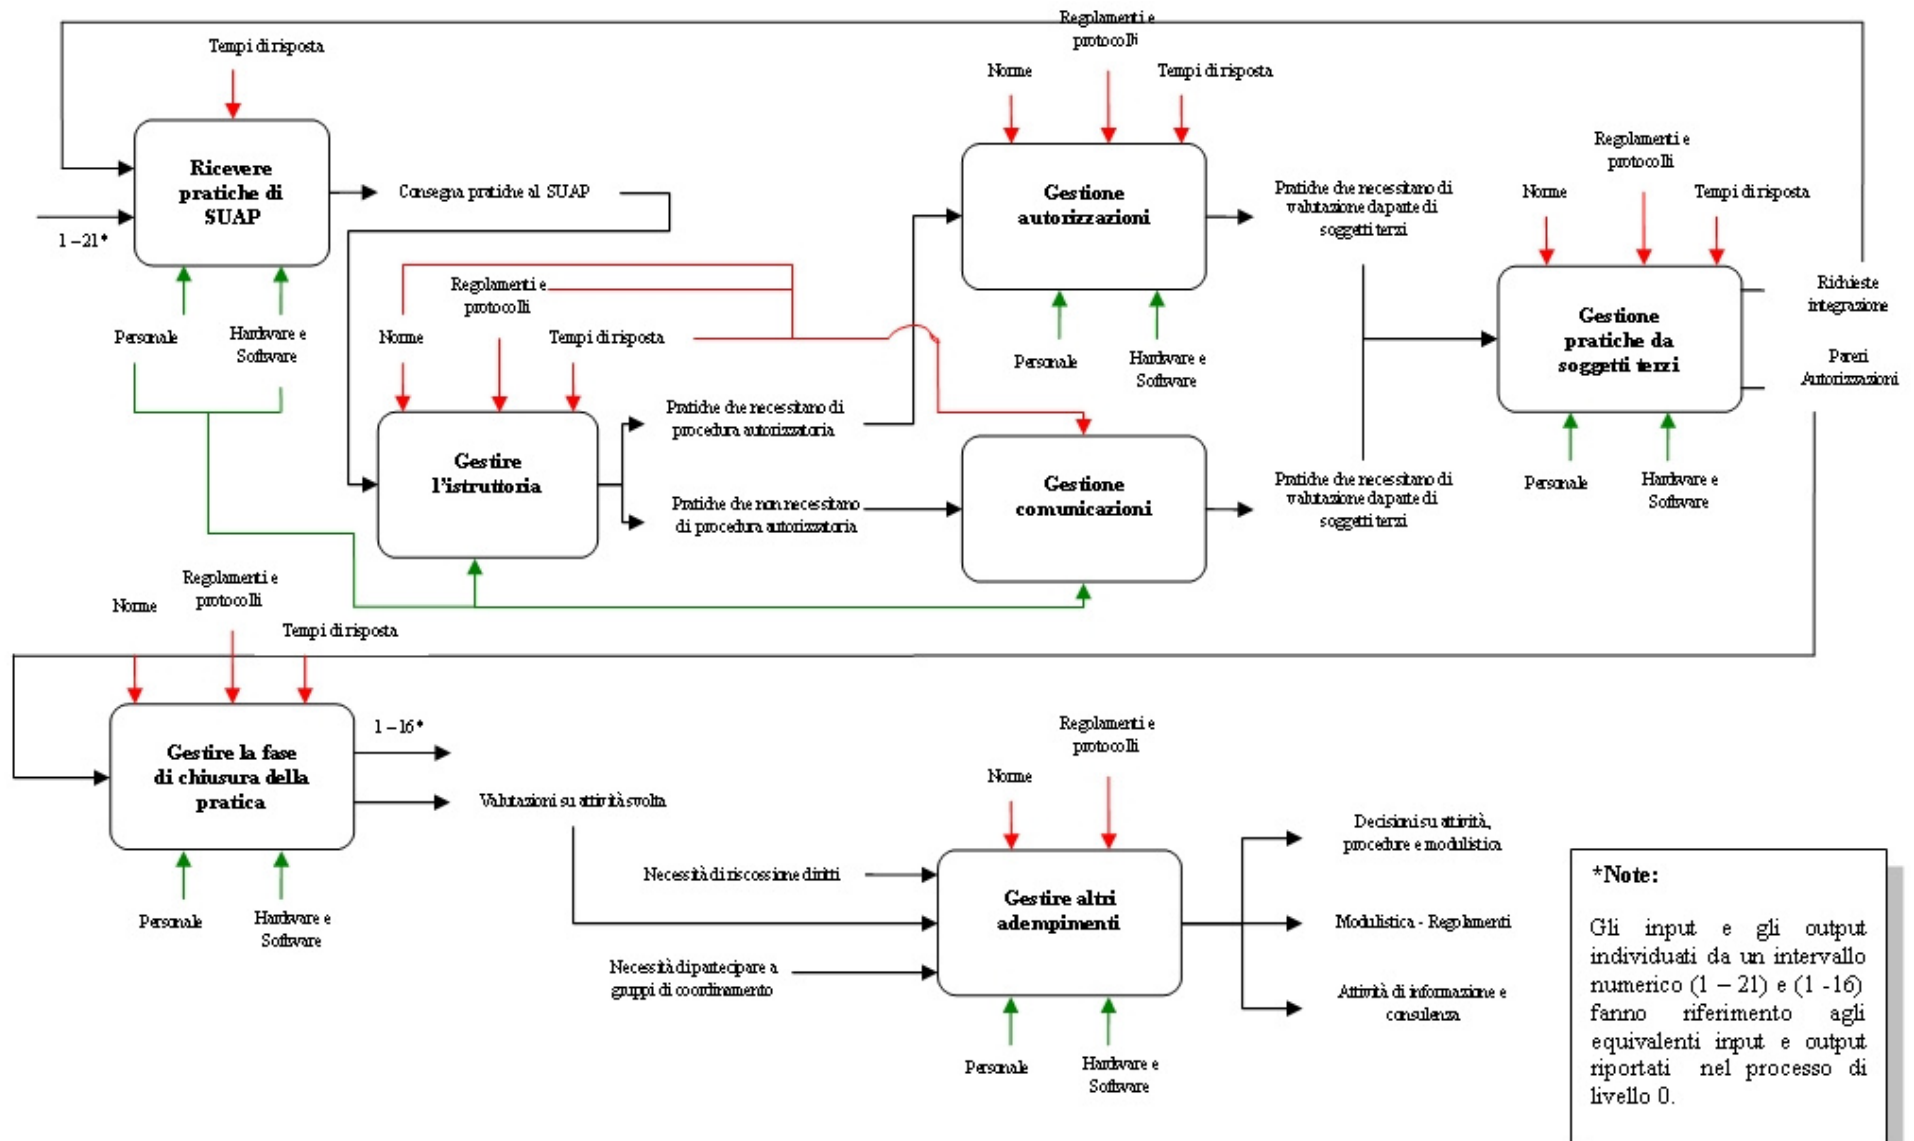 Regolamenti e
protocolli
Tempi di risposta
Norme
Tempi di risposta
Ricevere
pratiche di
SUAP
Consegna pratiche al SUAP
1 – 21*
Gestione
autorizzazioni
Pratiche che necessitano di
valutazione da parte di
soggetti terzi
Regolamenti e
protocolli
Norme
Tempi di risposta
Personale
Hardware e
Software
Regolamenti e
protocolli
Norme
Tempi di risposta
Personale
Hardware e
Software
Gestione
pratiche da
soggetti terzi
Richieste
integrazione
Pareri
Autorizzazioni
Gestire
l'istruttoria
Pratiche che necessitano di
procedura autorizzatoria
Pratiche che non necessitano
di procedura autorizzatoria
Gestione
comunicazioni
Pratiche che necessitano di
valutazione da parte di
soggetti terzi
Personale
Hardware e
Software
Regolamenti e
protocolli
Norme
Tempi di risposta
Gestire la fase
di chiusura della
pratica
1 – 16*
Valutazioni su attività svolta
Personale
Hardware e
Software
Regolamenti e
protocolli
Norme
Necessità di riscossione diritti
Necessità di partecipare a
gruppi di coordinamento
Gestire altri
adempimenti
Decisioni su attività,
procedure e modulistica
Modulistica - Regolamenti
Attività di informazione e
consulenza
Personale
Hardware e
Software
*Note:
Gli input e gli output
individuati da un intervallo
numerico (1 – 21) e (1 -16)
fanno riferimento agli
equivalenti input e output
riportati nel processo di
livello 0.